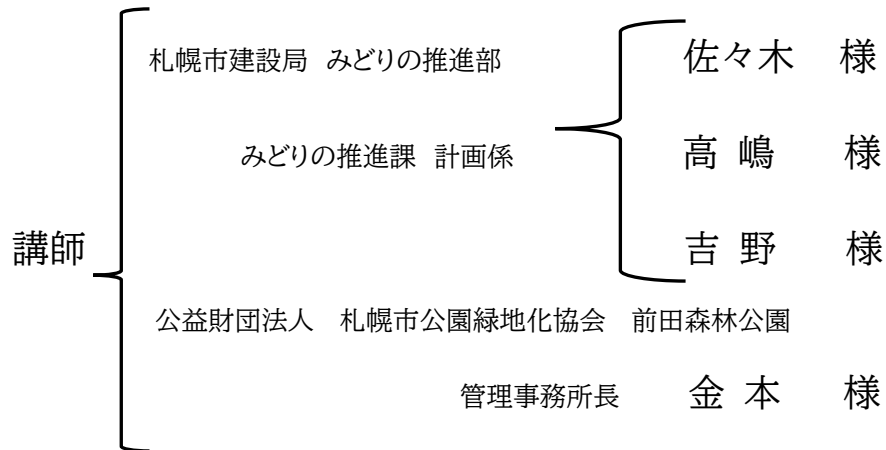 札幌市建設局 みどりの推進部 佐々木 様
みどりの推進課 計画係 高 嶋 様
講師 吉 野 様
公益財団法人 札幌市公園緑地化協会 前田森林公園
管理事務所長 金 本 様